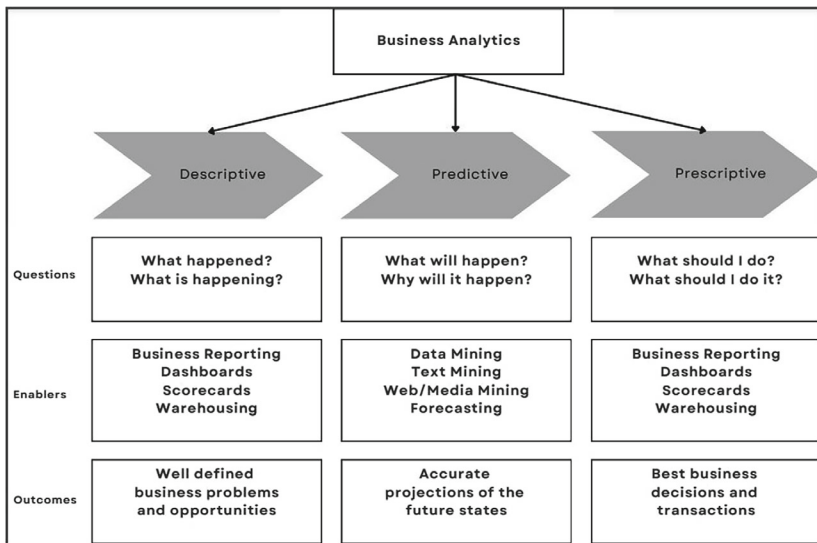 Business Analytics
Descriptive
Predictive
Prescriptive
Questions
What happened?
What is happening?
What will happen?
Why will it happen?
What should I do?
What should I do it?
Enablers
Business Reporting
Dashboards
Scorecards
Warehousing
Data Mining
Text Mining
Web/Media Mining
Forecasting
Business Reporting
Dashboards
Scorecards
Warehousing
Outcomes
Well defined
business problems
and opportunities
Accurate
projections of the
future states
Best business
decisions and
transactions